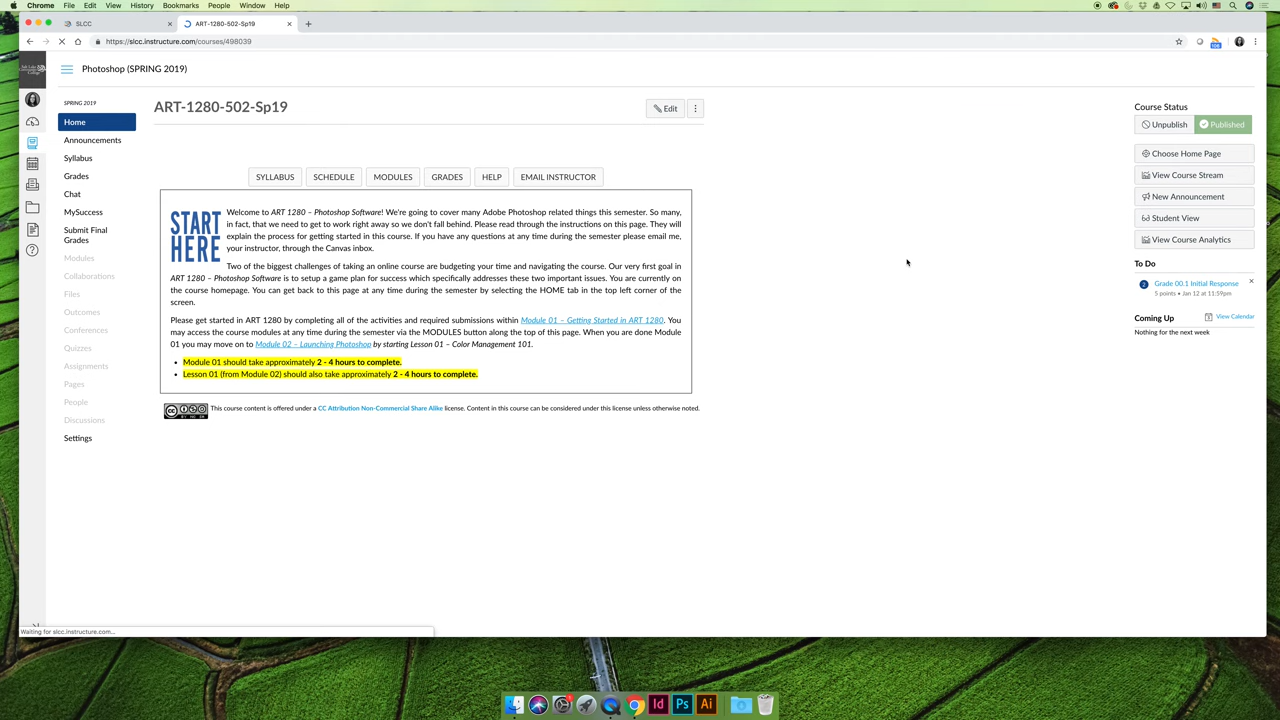 Chrome File Edit View History Bookmarks People Window Help
SLCC × ART-1280-502-Sp19 × +
https://slcc.instructure.com/courses/498039
Photoshop (SPRING 2019)
SPRING 2019
Home
Announcements
Syllabus
Grades
Chat
MySuccess
Submit Final
Grades
Modules
Collaborations
Files
Outcomes
Conferences
Quizzes
Assignments
Pages
People
Discussions
Settings
ART-1280-502-Sp19
Edit
SYLLABUS SCHEDULE MODULES GRADES HELP EMAIL INSTRUCTOR
START
HERE
Welcome to ART 1280 – Photoshop Software! We're going to cover many Adobe Photoshop related things this semester. So many,
in fact, that we need to get to work right away so we don't fall behind. Please read through the instructions on this page. They will
explain the process for getting started in this course. If you have any questions at any time during the semester please email me,
your instructor, through the Canvas inbox.
Two of the biggest challenges of taking an online course are budgeting your time and navigating the course. Our very first goal in
ART 1280 – Photoshop Software is to setup a game plan for success which specifically addresses these two important issues. You are currently on
the course homepage. You can get back to this page at any time during the semester by selecting the HOME tab in the top left corner of the
screen.
Please get started in ART 1280 by completing all of the activities and required submissions within Module 01 – Getting Started in ART 1280. You
may access the course modules at any time during the semester via the MODULES button along the top of this page. When you are done Module
01 you may move on to Module 02 – Launching Photoshop by starting Lesson 01 – Color Management 101.
• Module 01 should take approximately 2 - 4 hours to complete.
• Lesson 01 (from Module 02) should also take approximately 2 - 4 hours to complete.
This course content is offered under a CC Attribution Non-Commercial Share Alike license. Content in this course can be considered under this license unless otherwise noted.
Course Status
Unpublish Published
Choose Home Page
View Course Stream
New Announcement
Student View
View Course Analytics
To Do
2 Grade 00.1 Initial Response ×
5 points • Jan 12 at 11:59pm
Coming Up View Calendar
Nothing for the next week
Waiting for slcc.instructure.com...
Id Ps Ai